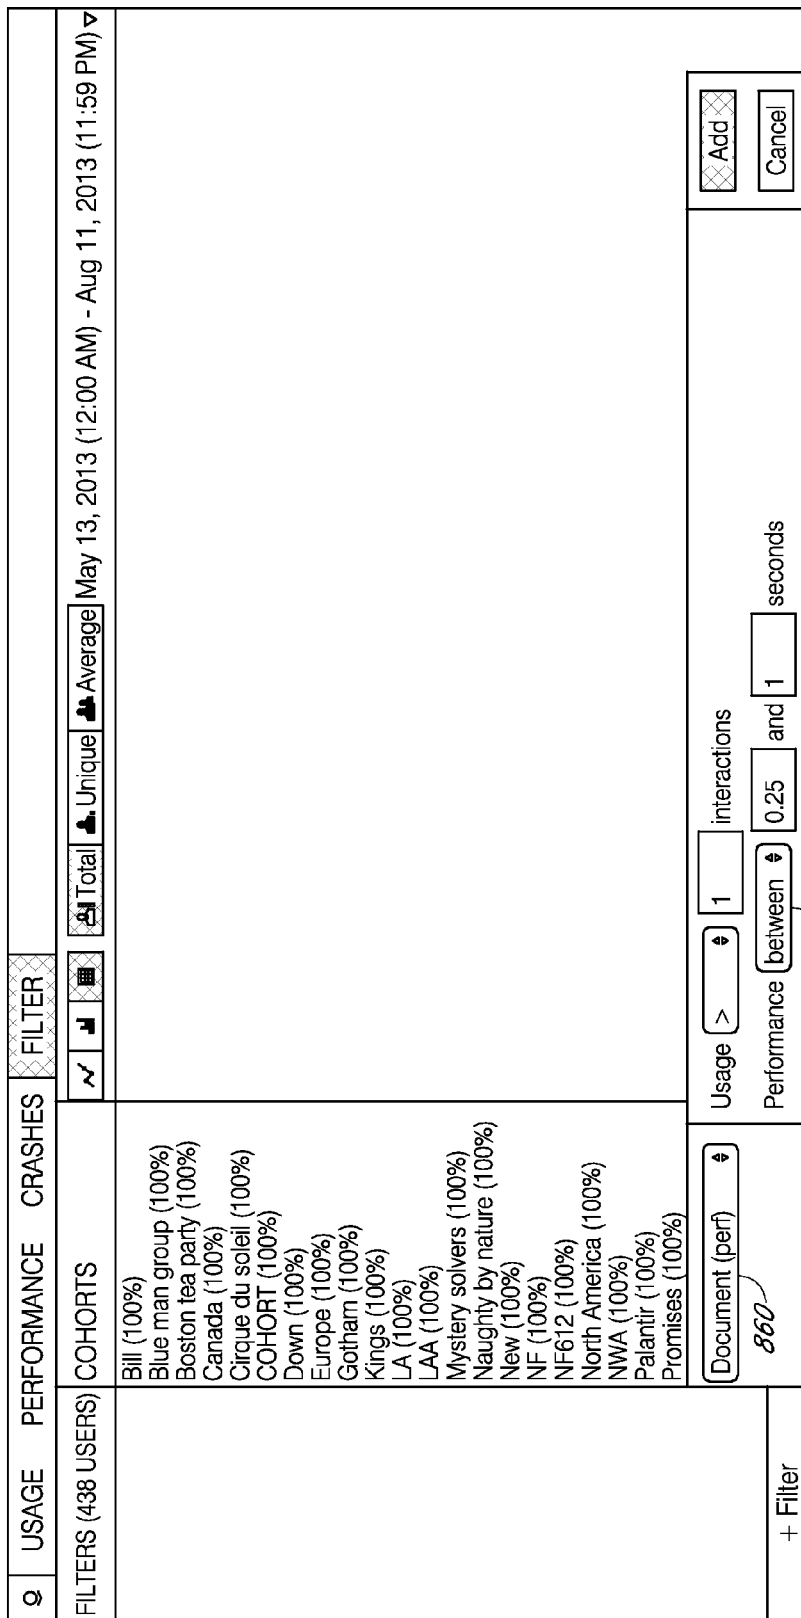 USAGE PERFORMANCE CRASHES FILTER
FILTERS (438 USERS) COHORTS Total Unique Average May 13, 2013 (12:00 AM) - Aug 11, 2013 (11:59 PM)
Bill (100%)
Blue man group (100%)
Boston tea party (100%)
Canada (100%)
Cirque du soleil (100%)
COHORT (100%)
Down (100%)
Europe (100%)
Gotham (100%)
Kings (100%)
LA (100%)
LAA (100%)
Mystery solvers (100%)
Naughty by nature (100%)
New (100%)
NF (100%)
NF612 (100%)
North America (100%)
NWA (100%)
Palantir (100%)
Promises (100%)
Document (perf) Usage > 1 interactions Add
860
+ Filter Performance between 0.25 and 1 seconds Cancel